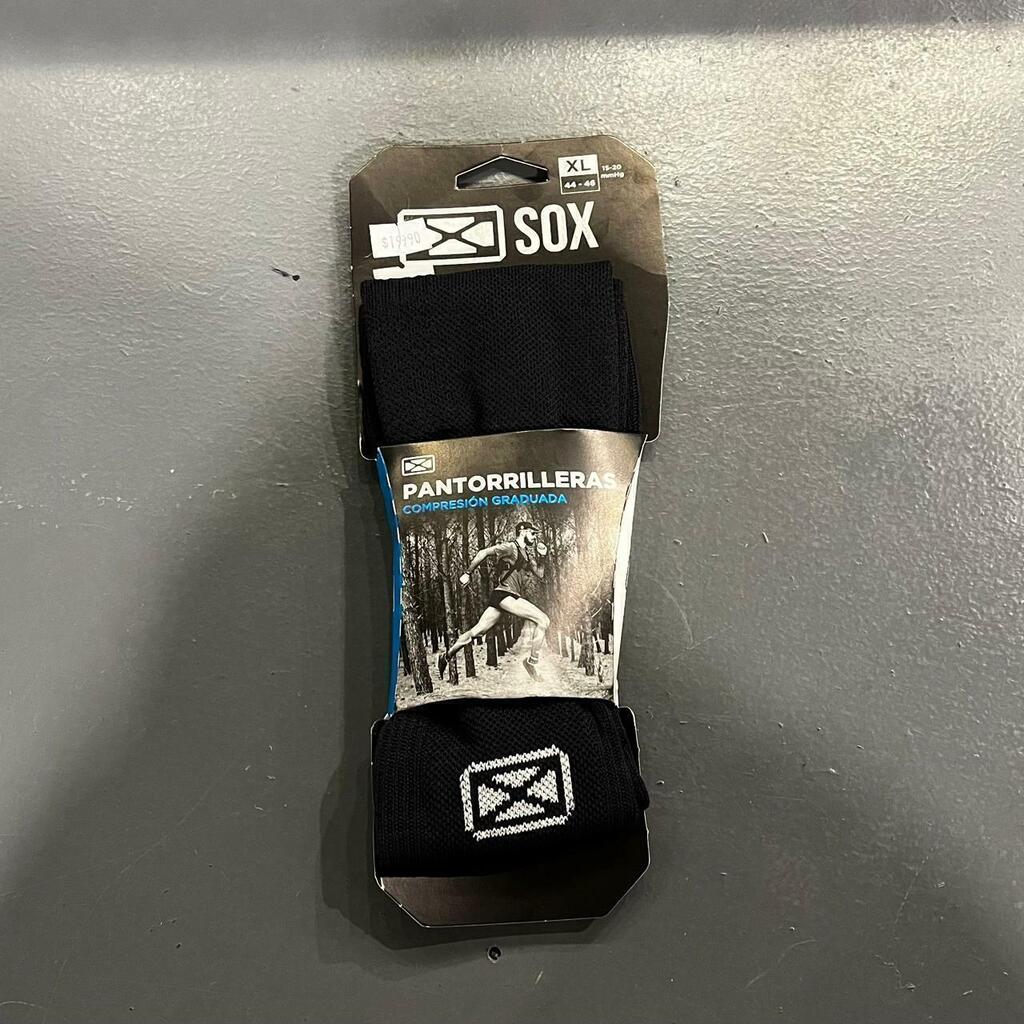 XL
44 - 46
15-20
mmHg
SOX
$19990
PANTORRILLERAS
COMPRESIÓN GRADUADA